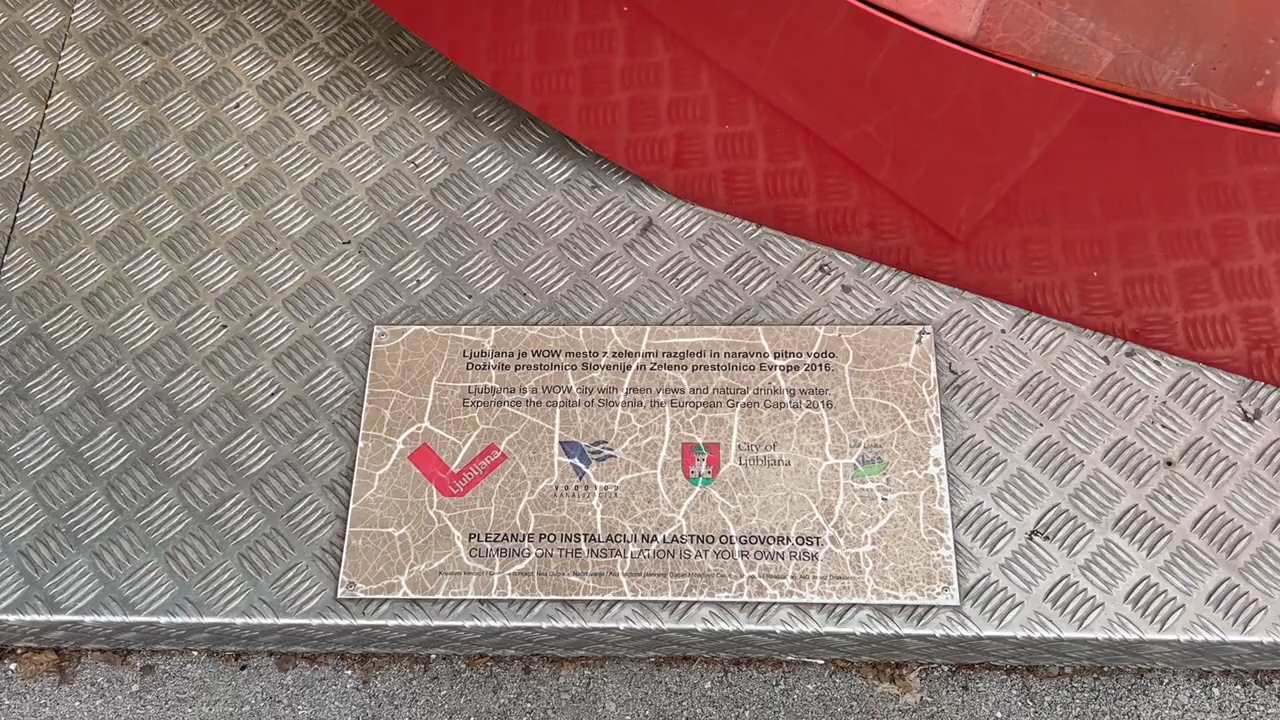 Ljubljana je WOW mesto z zelenimi razgledi in naravno pitno vodo.
Doživite prestolnico Slovenije in Zeleno prestolnico Evrope 2016.
Ljubljana is a WOW city with green views and natural drinking water.
Experience the capital of Slovenia, the European Green Capital 2016.
Ljubljana
VODOVOD
KANALIZACIJA
City of
Ljubljana
PLEZANJE PO INSTALACIJI NA LASTNO ODGOVORNOST.
CLIMBING ON THE INSTALLATION IS AT YOUR OWN RISK.